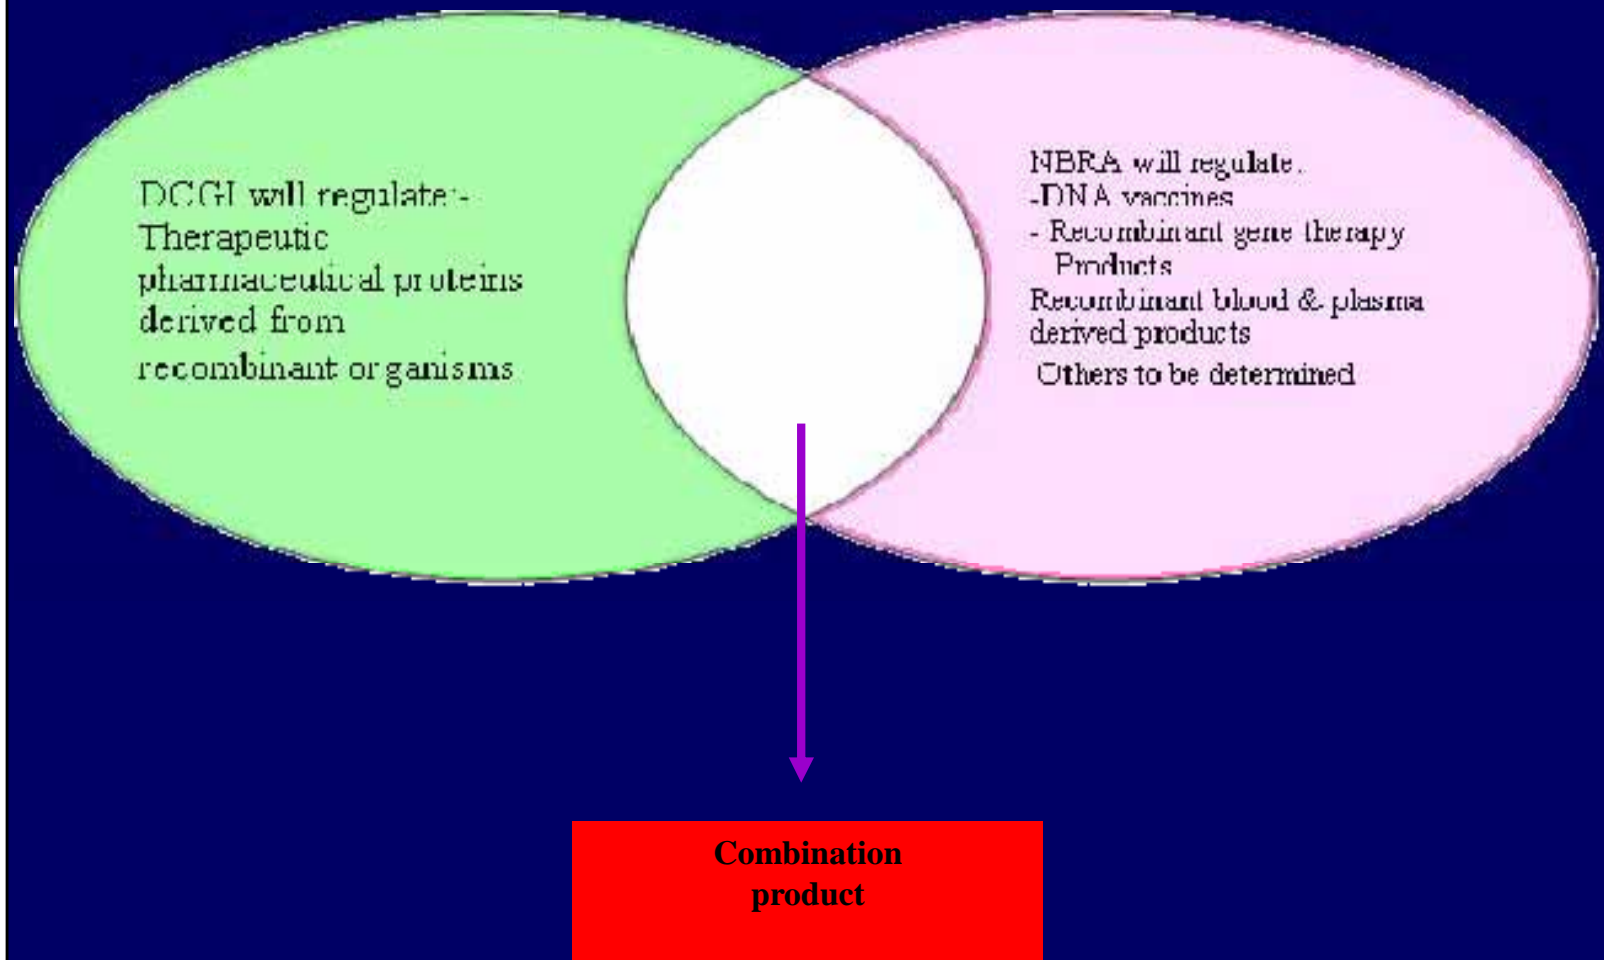 DCGI will regulate:-
Therapeutic
pharmaceutical proteins
derived from
recombinant organisms
NBRA will regulate.
-DNA vaccines
- Recombinant gene therapy
Products
Recombinant blood & plasma
derived products
Others to be determined
Combination
product